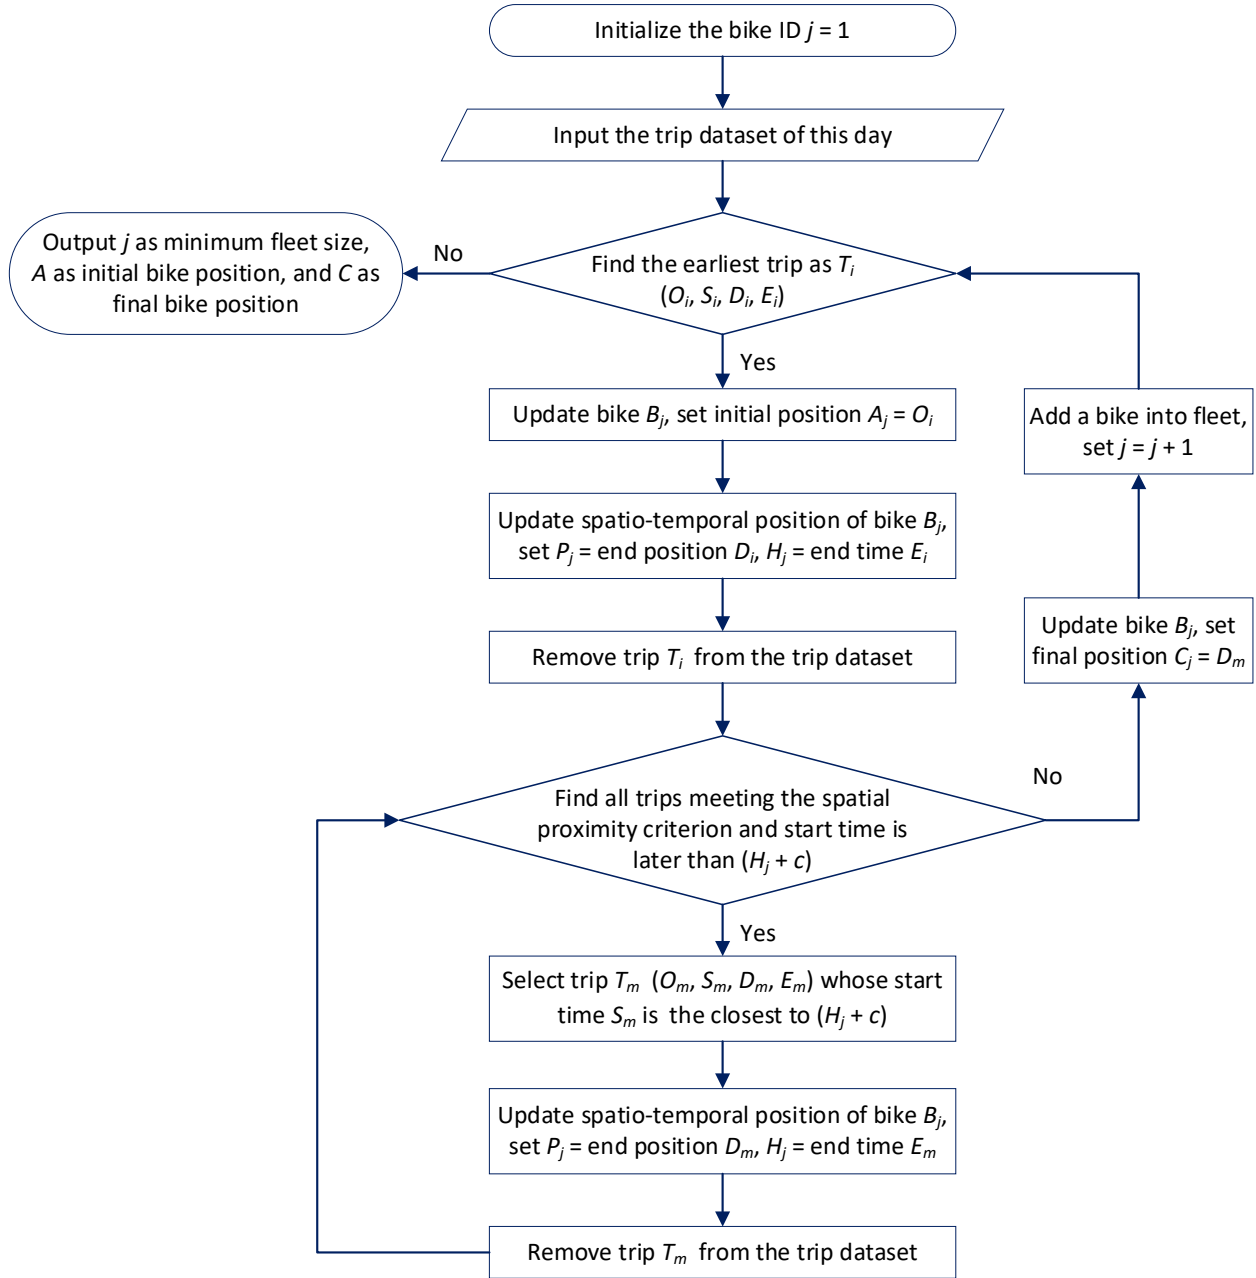 Initialize the bike ID j = 1
Input the trip dataset of this day
Find the earliest trip as Tᵢ
(Oᵢ, Sᵢ, Dᵢ, Eᵢ)
No
Output j as minimum fleet size,
A as initial bike position, and C as
final bike position
Yes
Update bike Bⱼ, set initial position Aⱼ = Oᵢ
Update spatio-temporal position of bike Bⱼ,
set Pⱼ = end position Dᵢ, Hⱼ = end time Eᵢ
Remove trip Tᵢ from the trip dataset
Find all trips meeting the spatial
proximity criterion and start time is
later than (Hⱼ + c)
No
Update bike Bⱼ, set
final position Cⱼ = Dₘ
Add a bike into fleet,
set j = j + 1
Yes
Select trip Tₘ (Oₘ, Sₘ, Dₘ, Eₘ) whose start
time Sₘ is the closest to (Hⱼ + c)
Update spatio-temporal position of bike Bⱼ,
set Pⱼ = end position Dₘ, Hⱼ = end time Eₘ
Remove trip Tₘ from the trip dataset